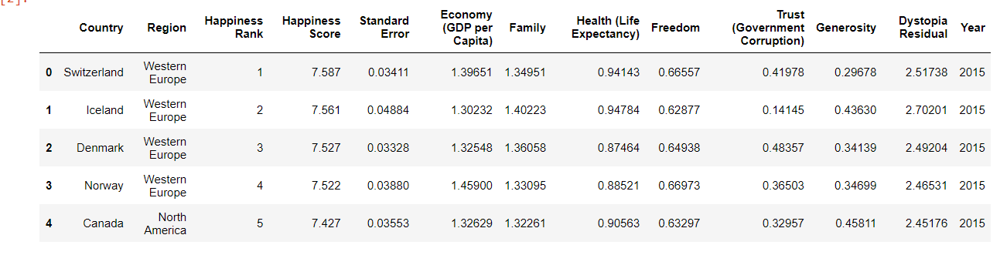 [2]:
Country Region Happiness Rank Happiness Score Standard Error Economy (GDP per Capita) Family Health (Life Expectancy) Freedom Trust (Government Corruption) Generosity Dystopia Residual Year
0 Switzerland Western Europe 1 7.587 0.03411 1.39651 1.34951 0.94143 0.66557 0.41978 0.29678 2.51738 2015
1 Iceland Western Europe 2 7.561 0.04884 1.30232 1.40223 0.94784 0.62877 0.14145 0.43630 2.70201 2015
2 Denmark Western Europe 3 7.527 0.03328 1.32548 1.36058 0.87464 0.64938 0.48357 0.34139 2.49204 2015
3 Norway Western Europe 4 7.522 0.03880 1.45900 1.33095 0.88521 0.66973 0.36503 0.34699 2.46531 2015
4 Canada North America 5 7.427 0.03553 1.32629 1.32261 0.90563 0.63297 0.32957 0.45811 2.45176 2015